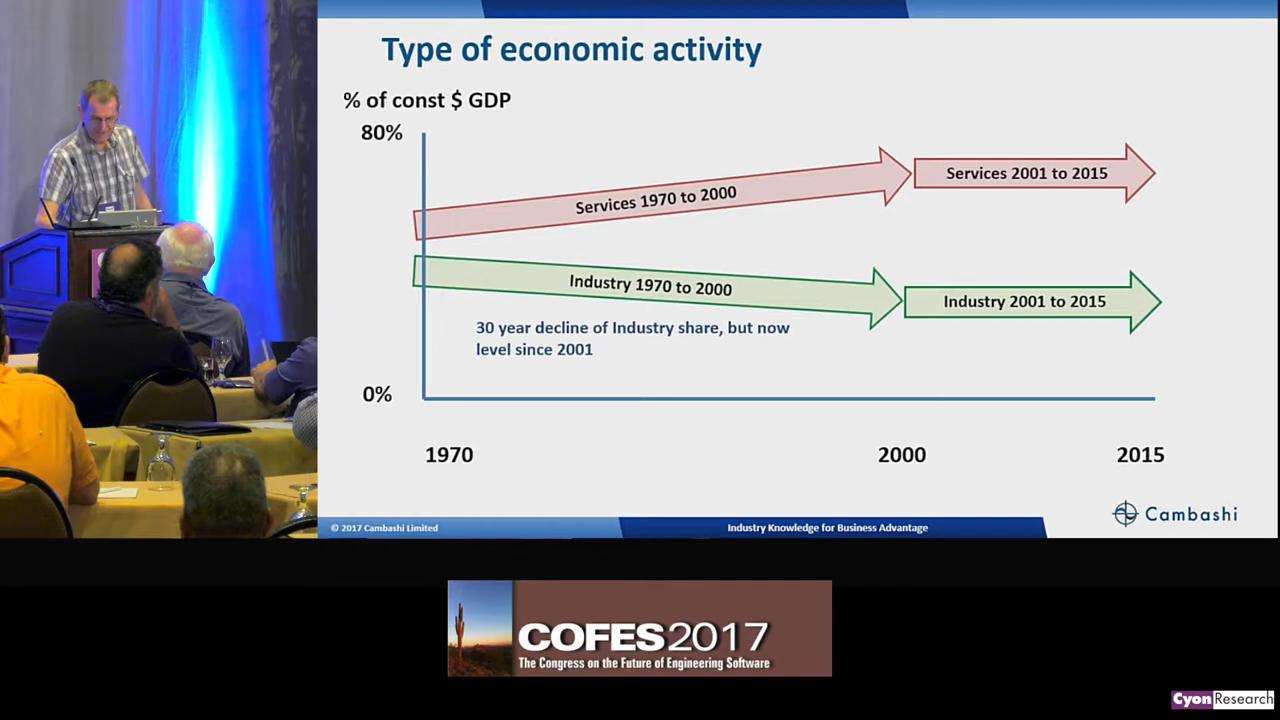 Type of economic activity
% of const $ GDP
80%
Services 1970 to 2000
Services 2001 to 2015
Industry 1970 to 2000
Industry 2001 to 2015
30 year decline of Industry share, but now
level since 2001
0%
1970
2000
2015
Cambashi
© 2017 Cambashi Limited
Industry Knowledge for Business Advantage
COFES2017
The Congress on the Future of Engineering Software
CyonResearch